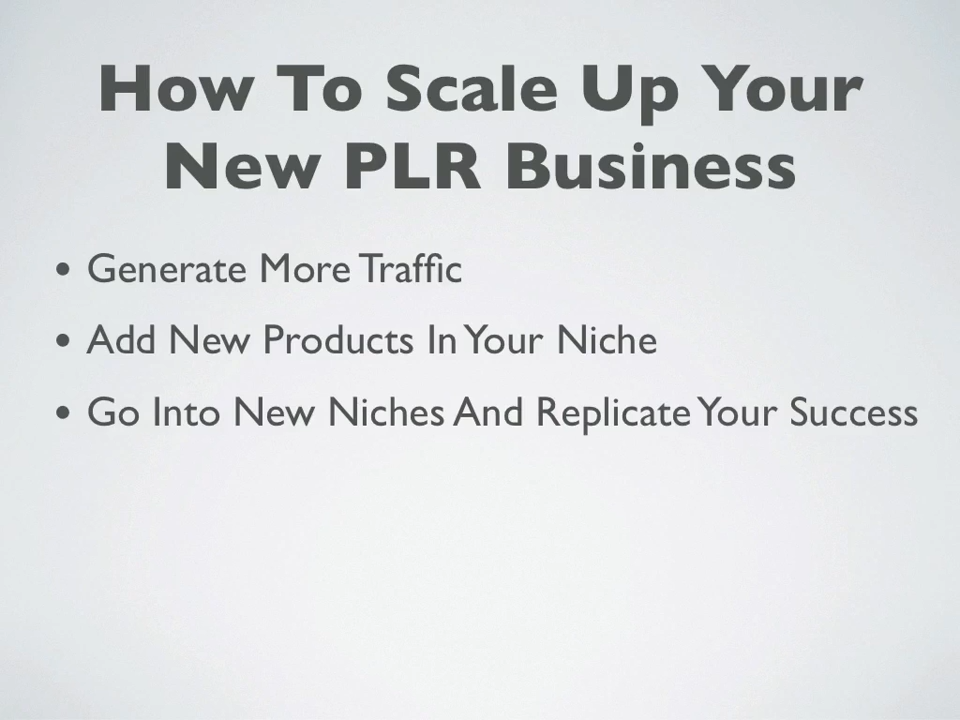 How To Scale Up Your
New PLR Business
• Generate More Traffic
• Add New Products In Your Niche
• Go Into New Niches And Replicate Your Success